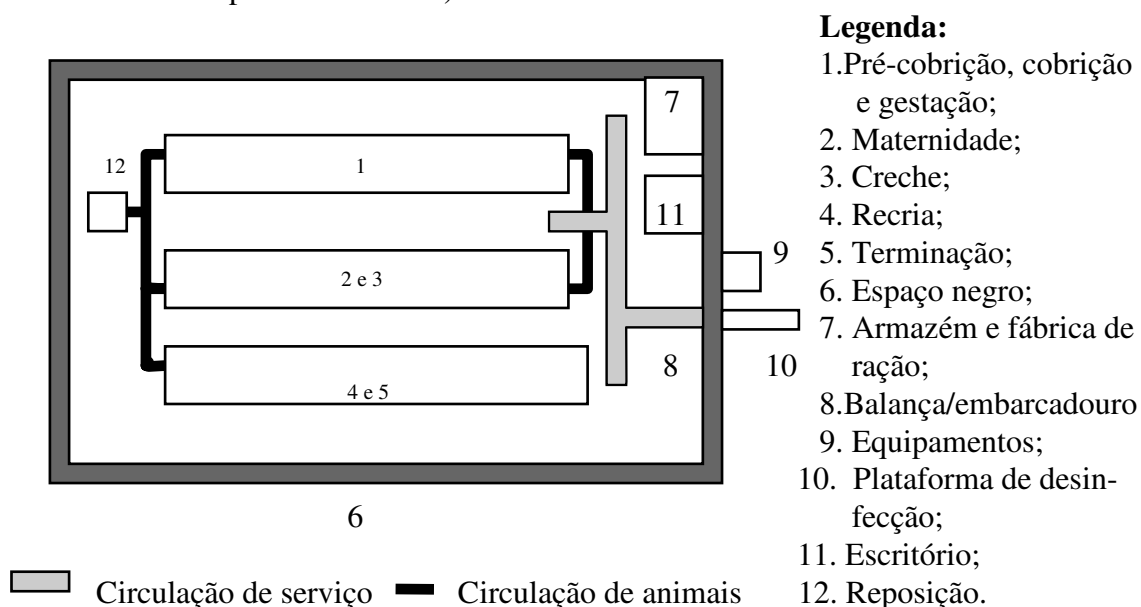 Legenda:
1.Pré-cobrição, cobrição
e gestação;
2. Maternidade;
3. Creche;
4. Recria;
5. Terminação;
6. Espaço negro;
7. Armazém e fábrica de
ração;
8.Balança/embarcadouro
9. Equipamentos;
10. Plataforma de desin-
fecção;
11. Escritório;
12. Reposição.
7
12
1
11
9
2 e 3
8
10
4 e 5
6
Circulação de serviço
Circulação de animais